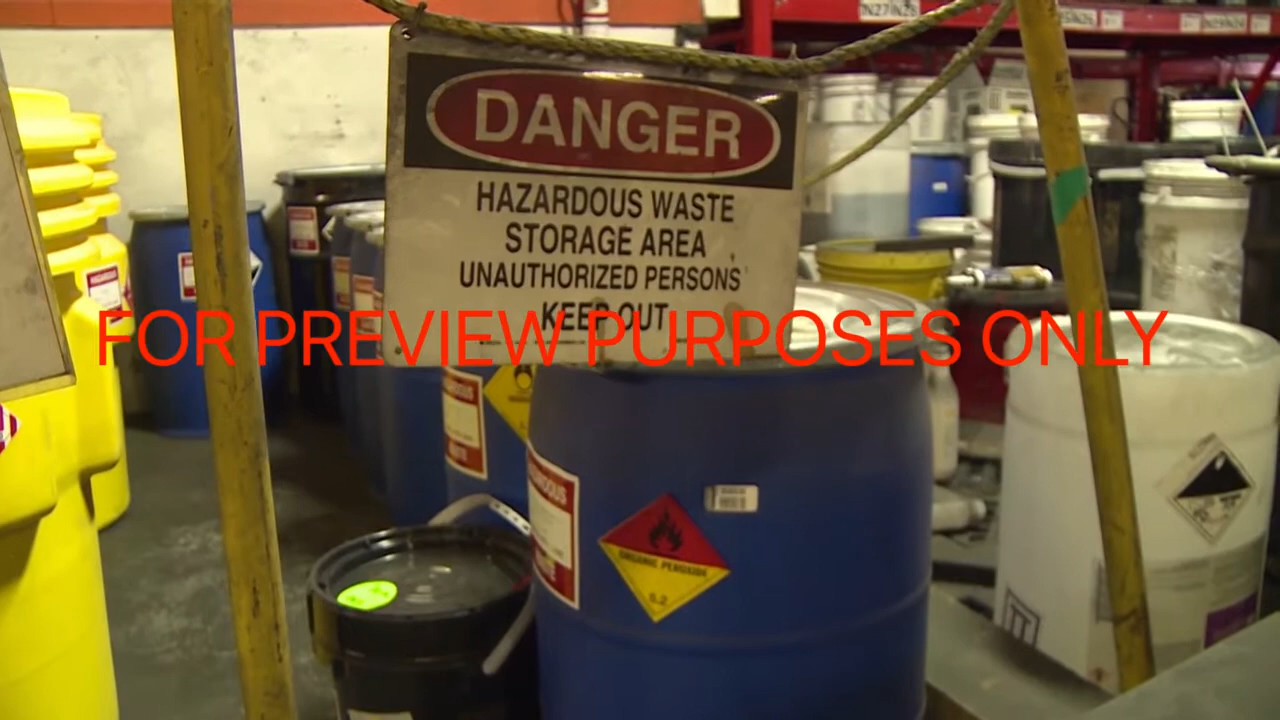 DANGER
HAZARDOUS WASTE
STORAGE AREA
UNAUTHORIZED PERSONS
KEEP OUT
FOR PREVIEW PURPOSES ONLY
ORGANIC PEROXIDE
5.2